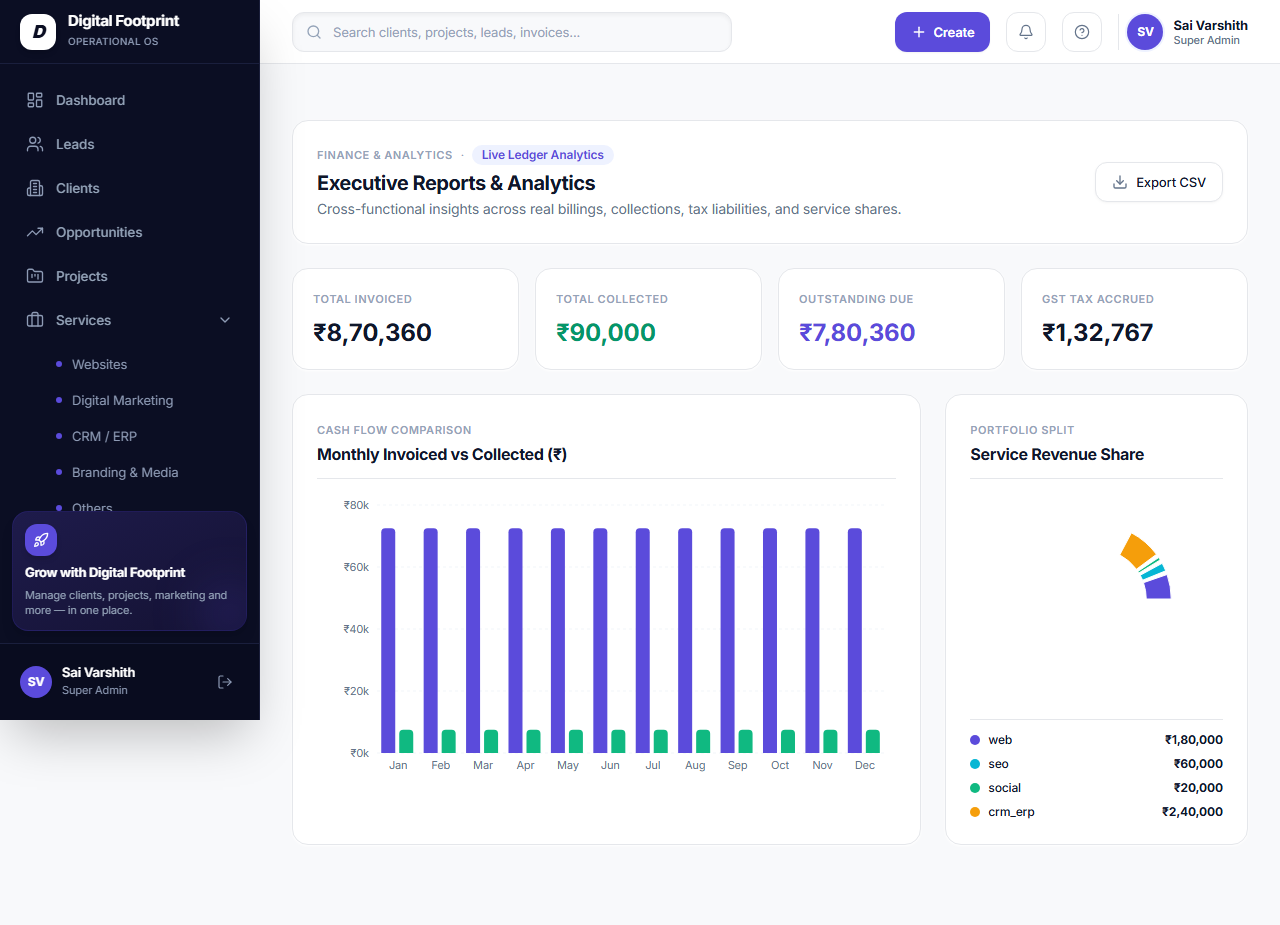 D
Digital Footprint
OPERATIONAL OS
Search clients, projects, leads, invoices...
Create
SV
Sai Varshith
Super Admin
Dashboard
Leads
Clients
Opportunities
Projects
Services
Websites
Digital Marketing
CRM / ERP
Branding & Media
Others
Grow with Digital Footprint
Manage clients, projects, marketing and
more — in one place.
SV
Sai Varshith
Super Admin
FINANCE & ANALYTICS · Live Ledger Analytics
Executive Reports & Analytics
Cross-functional insights across real billings, collections, tax liabilities, and service shares.
Export CSV
TOTAL INVOICED
₹8,70,360
TOTAL COLLECTED
₹90,000
OUTSTANDING DUE
₹7,80,360
GST TAX ACCRUED
₹1,32,767
CASH FLOW COMPARISON
Monthly Invoiced vs Collected (₹)
₹80k
₹60k
₹40k
₹20k
₹0k
Jan Feb Mar Apr May Jun Jul Aug Sep Oct Nov Dec
PORTFOLIO SPLIT
Service Revenue Share
web ₹1,80,000
seo ₹60,000
social ₹20,000
crm_erp ₹2,40,000